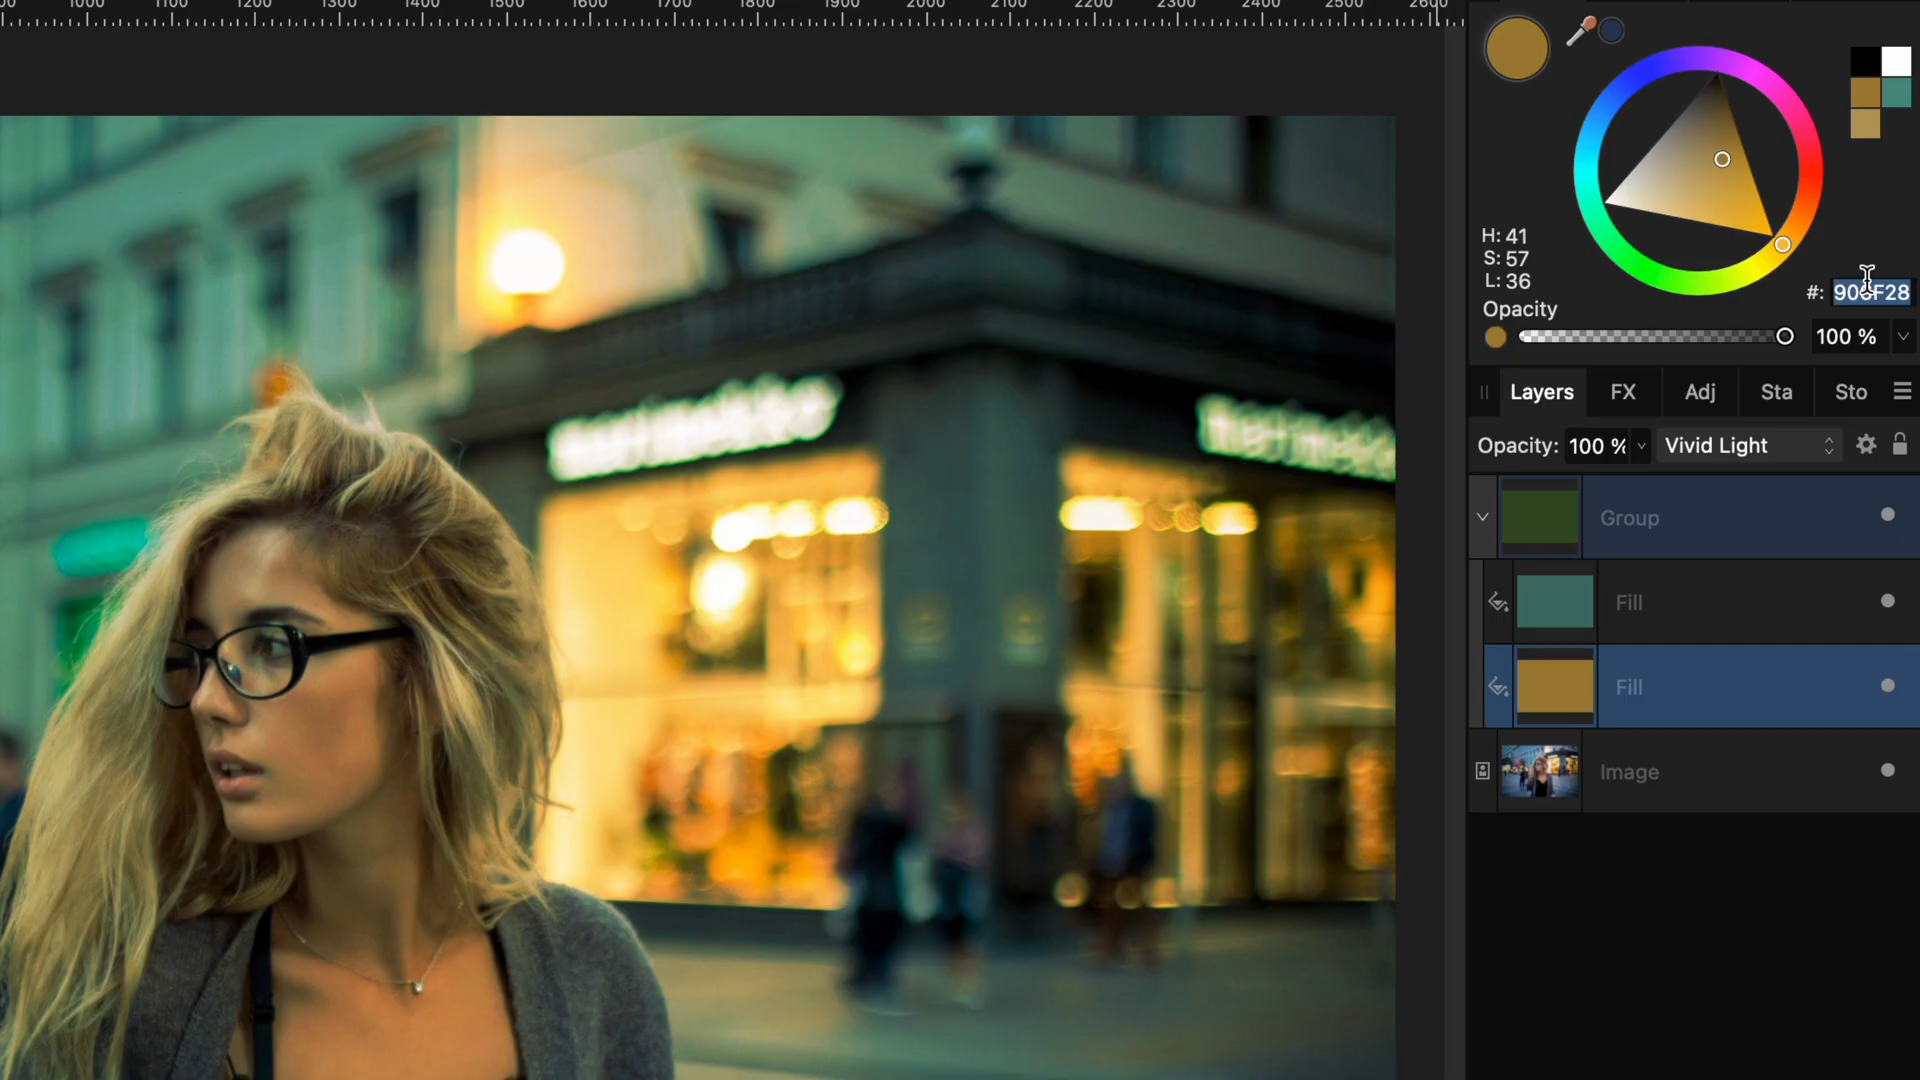 00 1000 1100 1200 1300 1400 1500 1600 1700 1800 1900 2000 2100 2200 2300 2400 2500 2600
H: 41
S: 57
L: 36
#:
Opacity
100 %
Layers FX Adj Sta Sto
Opacity: 100 % Vivid Light
Group
Fill
Fill
Image